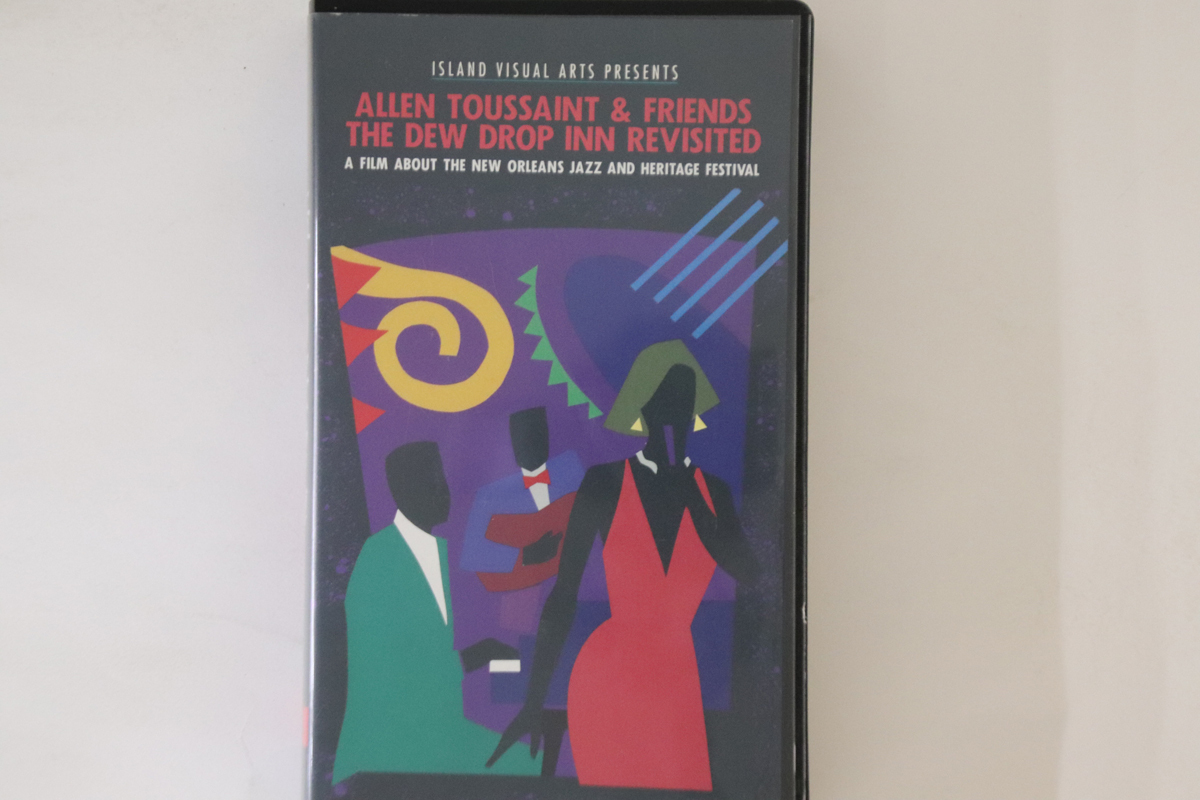 ISLAND VISUAL ARTS PRESENTS
ALLEN TOUSSAINT & FRIENDS
THE DEW DROP INN REVISITED
A FILM ABOUT THE NEW ORLEANS JAZZ AND HERITAGE FESTIVAL